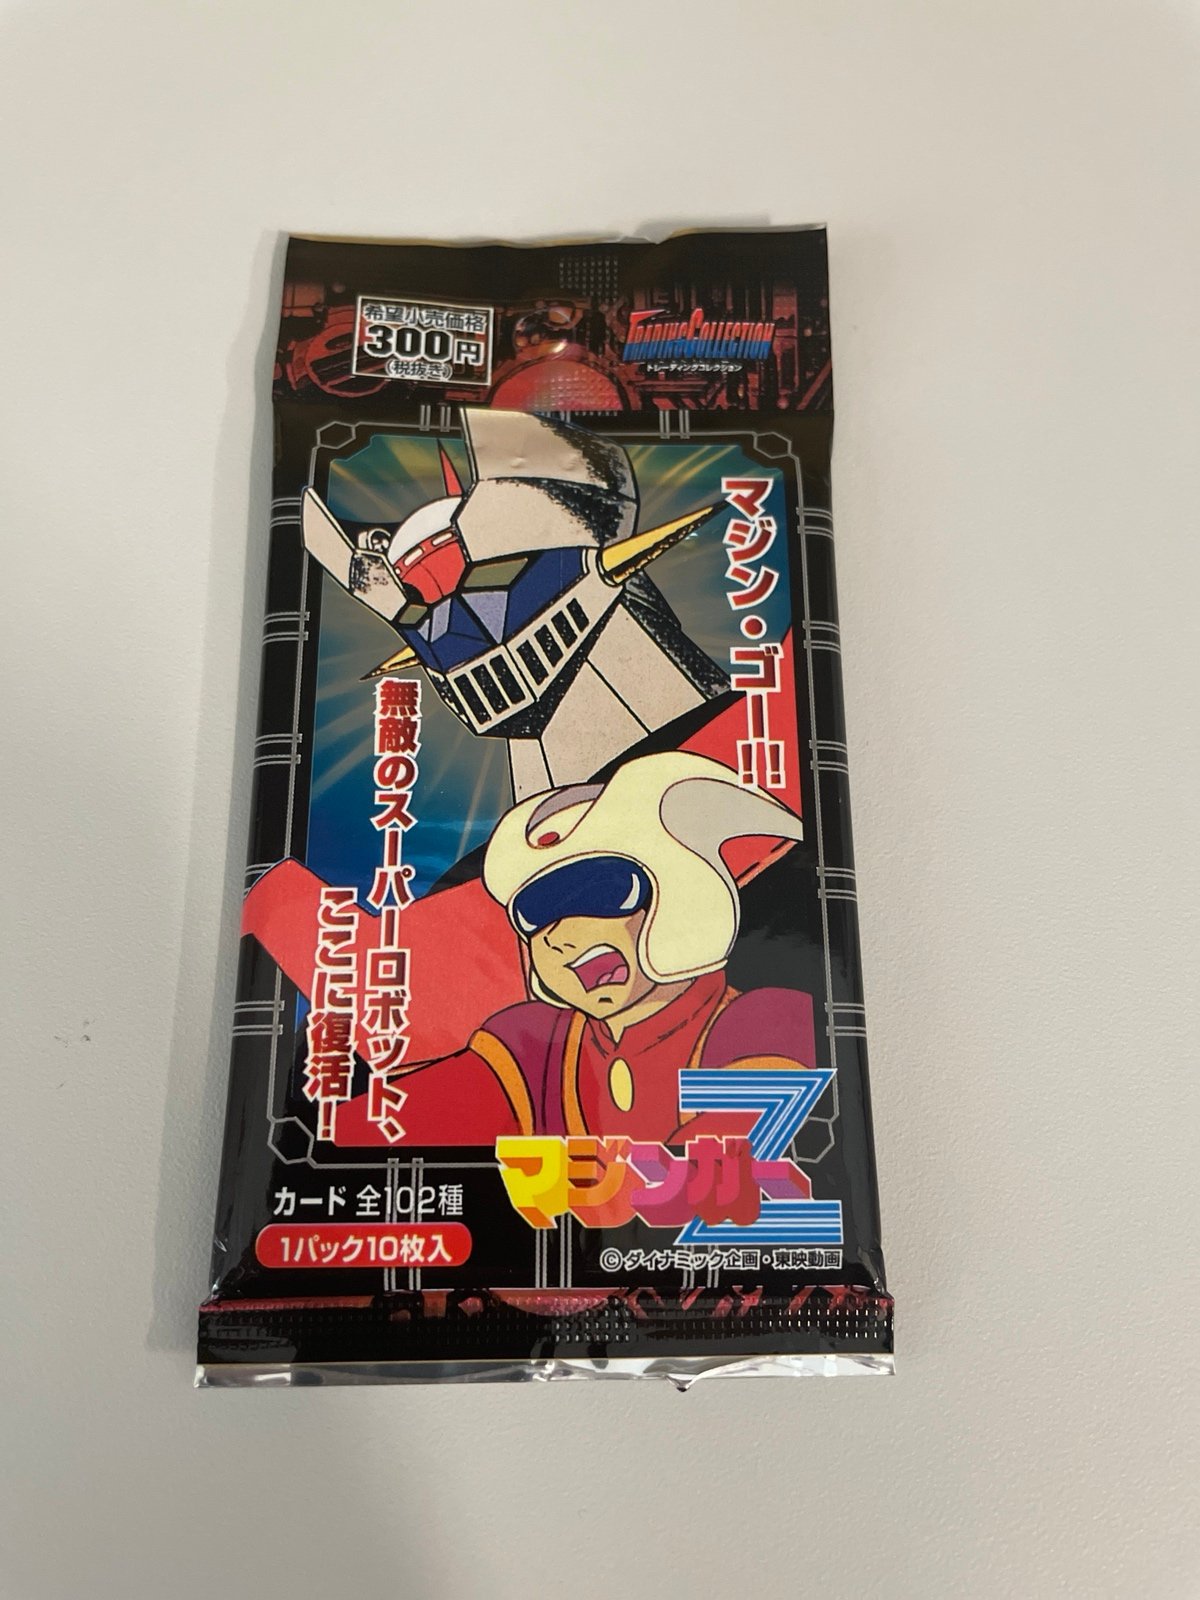 希望小売価格
300円
(税抜き)
TRADING COLLECTION
トレーディングコレクション
マジン・ゴー!!
無敵のスーパーロボット、
ここに復活!
マジンガーZ
カード 全102種
1パック10枚入
©ダイナミック企画・東映動画